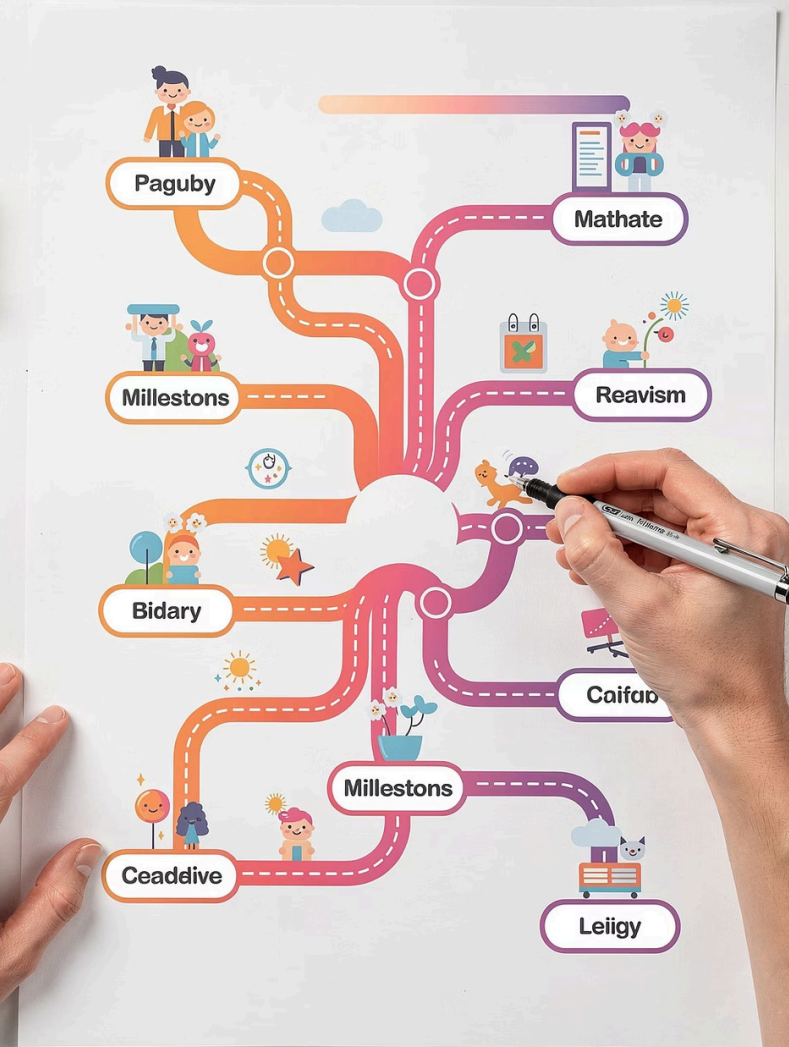 Paguby
Mathate
Millestons
Reavism
Bidary
Caifab
Millestons
Ceaddive
Leiigy